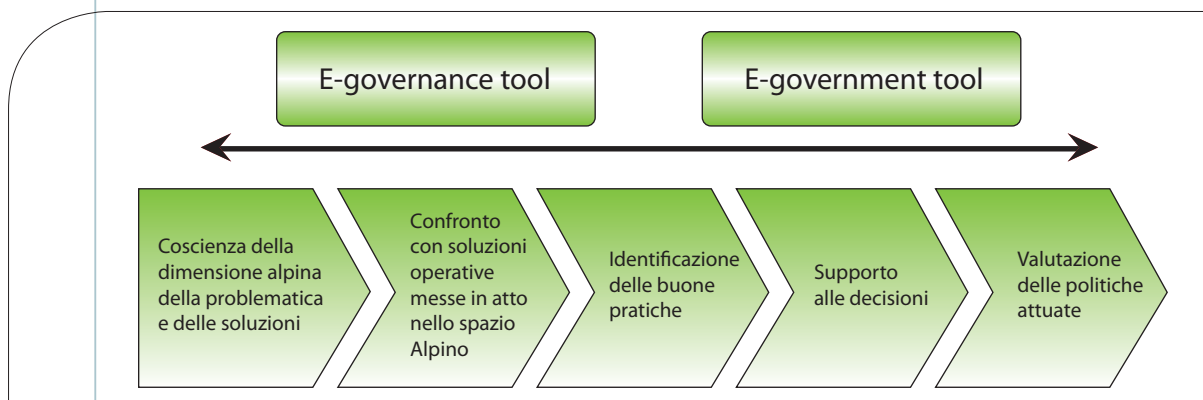 E-governance tool
E-government tool
Coscienza della
dimensione alpina
della problematica
e delle soluzioni
Confronto
con soluzioni
operative
messe in atto
nello spazio
Alpino
Identificazione
delle buone
pratiche
Supporto
alle decisioni
Valutazione
delle politiche
attuate